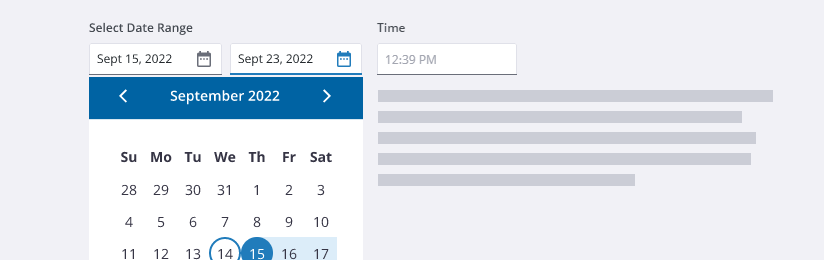 Select Date Range
Time
Sept 15, 2022
Sept 23, 2022
12:39 PM
September 2022
Su Mo Tu We Th Fr Sat
28 29 30 31 1 2 3
4 5 6 7 8 9 10
11 12 13 14 15 16 17